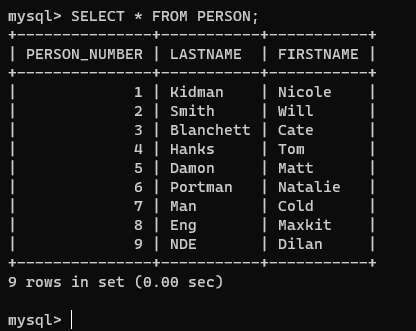 mysql> SELECT * FROM PERSON;
+---------------+-----------+-----------+
| PERSON_NUMBER | LASTNAME  | FIRSTNAME |
+---------------+-----------+-----------+
|             1 | Kidman    | Nicole    |
|             2 | Smith     | Will      |
|             3 | Blanchett | Cate      |
|             4 | Hanks     | Tom       |
|             5 | Damon     | Matt      |
|             6 | Portman   | Natalie   |
|             7 | Man       | Cold      |
|             8 | Eng       | Maxkit    |
|             9 | NDE       | Dilan     |
+---------------+-----------+-----------+
9 rows in set (0.00 sec)
mysql>